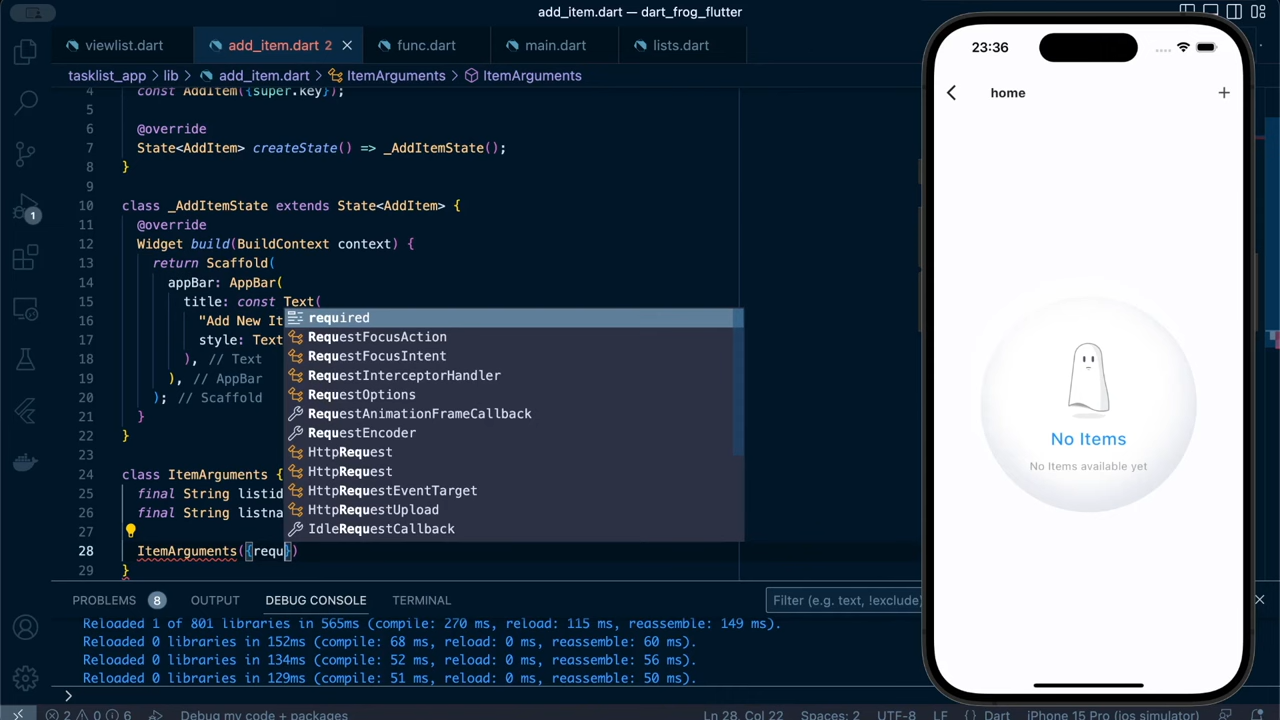 add_item.dart — dart_frog_flutter
viewlist.dart
add_item.dart 2
func.dart
main.dart
lists.dart
tasklist_app > lib > add_item.dart > ItemArguments > ItemArguments
4 const AddItem({super.key});
5
6 @override
7 State<AddItem> createState() => _AddItemState();
8 }
9
10 class _AddItemState extends State<AddItem> {
11 @override
12 Widget build(BuildContext context) {
13 return Scaffold(
14 appBar: AppBar(
15 title: const Text(
16 "Add New It
17 style: Text
18 ), // Text
19 ), // AppBar
20 ); // Scaffold
21 }
22 }
23
24 class ItemArguments {
25 final String listid
26 final String listna
27
28 ItemArguments({requ})
29 }
required
RequestFocusAction
RequestFocusIntent
RequestInterceptorHandler
RequestOptions
RequestAnimationFrameCallback
RequestEncoder
HttpRequest
HttpRequest
HttpRequestEventTarget
HttpRequestUpload
IdleRequestCallback
1
PROBLEMS 8 OUTPUT DEBUG CONSOLE TERMINAL
Filter (e.g. text, !exclude)
Reloaded 1 of 801 libraries in 565ms (compile: 270 ms, reload: 115 ms, reassemble: 149 ms).
Reloaded 0 libraries in 152ms (compile: 68 ms, reload: 0 ms, reassemble: 60 ms).
Reloaded 0 libraries in 134ms (compile: 52 ms, reload: 0 ms, reassemble: 56 ms).
Reloaded 0 libraries in 129ms (compile: 51 ms, reload: 0 ms, reassemble: 50 ms).
>
2 0 6 Debug my code + packages Ln 28, Col 22 Spaces: 2 UTF-8 LF {} Dart iPhone 15 Pro (ios simulator)
23:36
home
No Items
No Items available yet